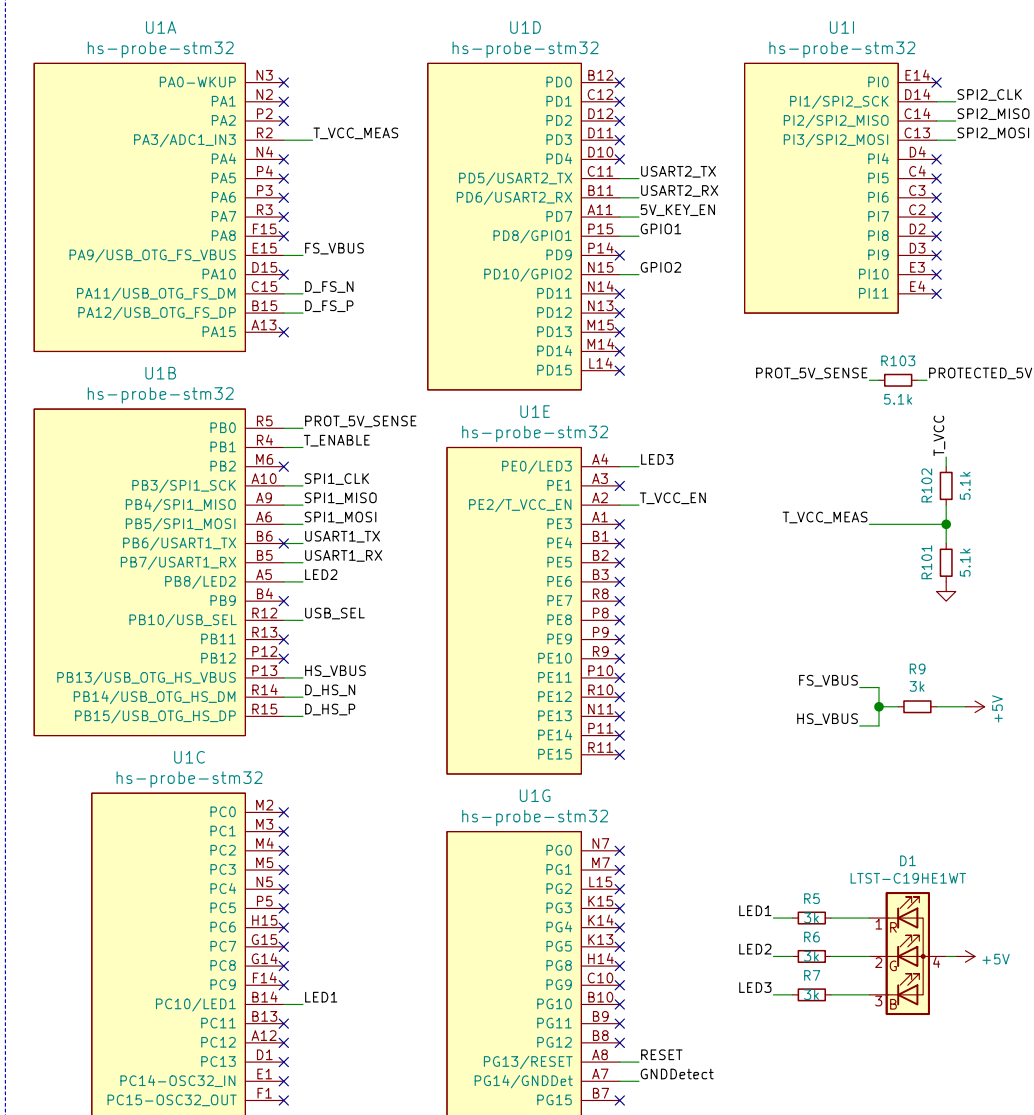 U1A
hs-probe-stm32
PA0-WKUP N3
PA1 N2
PA2 P2
PA3/ADC1_IN3 R2 T_VCC_MEAS
PA4 N4
PA5 P4
PA6 P3
PA7 R3
PA8 F15
PA9/USB_OTG_FS_VBUS E15 FS_VBUS
PA10 D15
PA11/USB_OTG_FS_DM C15 D_FS_N
PA12/USB_OTG_FS_DP B15 D_FS_P
PA15 A13
U1B
hs-probe-stm32
PB0 R5 PROT_5V_SENSE
PB1 R4 T_ENABLE
PB2 M6
PB3/SPI1_SCK A10 SPI1_CLK
PB4/SPI1_MISO A9 SPI1_MISO
PB5/SPI1_MOSI A6 SPI1_MOSI
PB6/USART1_TX B6 USART1_TX
PB7/USART1_RX B5 USART1_RX
PB8/LED2 A5 LED2
PB9 B4
PB10/USB_SEL R12 USB_SEL
PB11 R13
PB12 P12
PB13/USB_OTG_HS_VBUS P13 HS_VBUS
PB14/USB_OTG_HS_DM R14 D_HS_N
PB15/USB_OTG_HS_DP R15 D_HS_P
U1C
hs-probe-stm32
PC0 M2
PC1 M3
PC2 M4
PC3 M5
PC4 N5
PC5 P5
PC6 H15
PC7 G15
PC8 G14
PC9 F14
PC10/LED1 B14 LED1
PC11 B13
PC12 A12
PC13 D1
PC14-OSC32_IN E1
PC15-OSC32_OUT F1
U1D
hs-probe-stm32
PD0 B12
PD1 C12
PD2 D12
PD3 D11
PD4 D10
PD5/USART2_TX C11 USART2_TX
PD6/USART2_RX B11 USART2_RX
PD7 A11 5V_KEY_EN
PD8/GPIO1 P15 GPIO1
PD9 P14
PD10/GPIO2 N15 GPIO2
PD11 N14
PD12 N13
PD13 M15
PD14 M14
PD15 L14
U1E
hs-probe-stm32
PE0/LED3 A4 LED3
PE1 A3
PE2/T_VCC_EN A2 T_VCC_EN
PE3 A1
PE4 B1
PE5 B2
PE6 B3
PE7 R8
PE8 P8
PE9 P9
PE10 R9
PE11 P10
PE12 R10
PE13 N11
PE14 P11
PE15 R11
U1G
hs-probe-stm32
PG0 N7
PG1 M7
PG2 L15
PG3 K15
PG4 K14
PG5 K13
PG8 H14
PG9 C10
PG10 B10
PG11 B9
PG12 B8
PG13/RESET A8 RESET
PG14/GNDDet A7 GNDDetect
PG15 B7
U1I
hs-probe-stm32
PI0 E14
PI1/SPI2_SCK D14 SPI2_CLK
PI2/SPI2_MISO C14 SPI2_MISO
PI3/SPI2_MOSI C13 SPI2_MOSI
PI4 D4
PI5 C4
PI6 C3
PI7 C2
PI8 D2
PI9 D3
PI10 E3
PI11 E4
R103
PROT_5V_SENSE PROTECTED_5V
5.1k
T_VCC
R102 5.1k
T_VCC_MEAS
R101 5.1k
FS_VBUS
R9
3k
HS_VBUS
+5V
D1
LTST-C19HE1WT
R5
LED1 3k 1 R
R6
LED2 3k 2 G 4 +5V
R7
LED3 3k 3 B